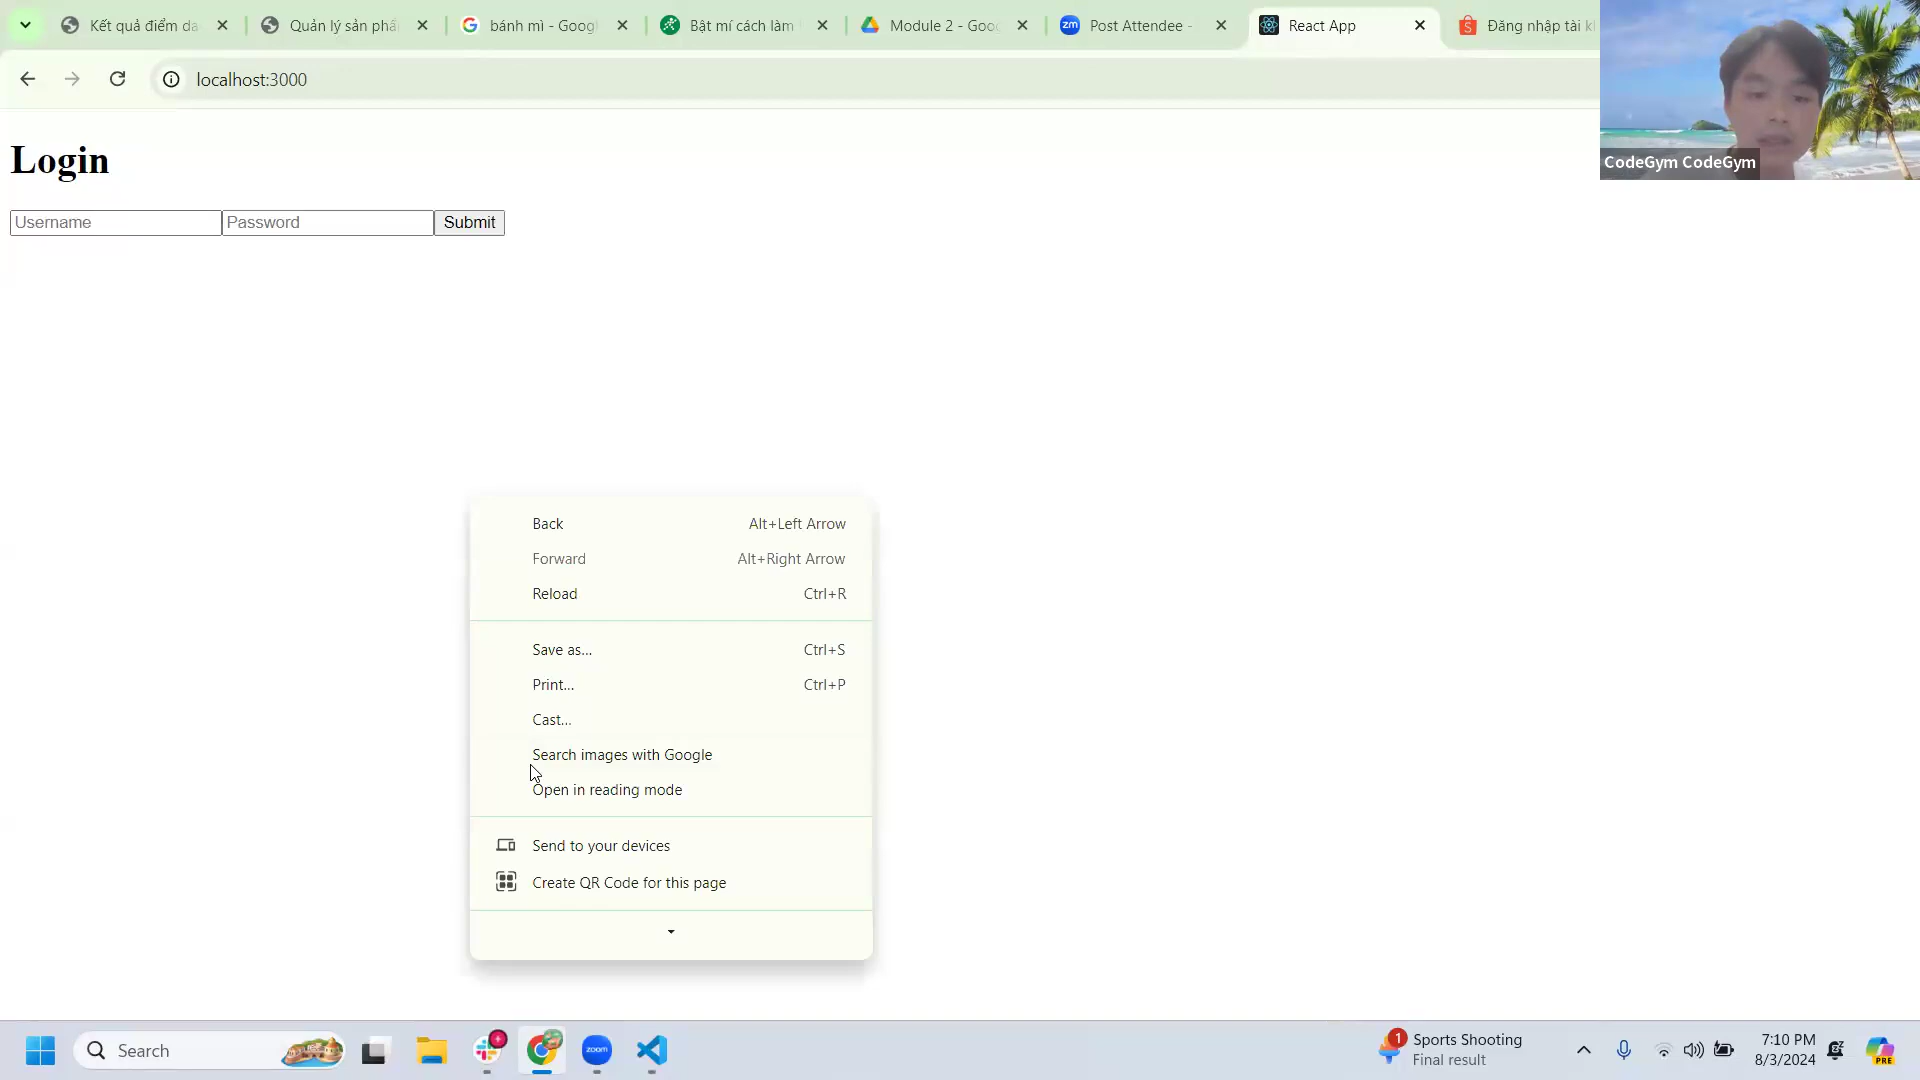 Kết quả điểm da
Quản lý sản phẩ
bánh mì - Googl
Bật mí cách làm
Module 2 - Goo
zm
Post Attendee -
React App
Đăng nhập tài k
localhost:3000
CodeGym CodeGym
Login
Username
Password
Submit
Back Alt+Left Arrow
Forward Alt+Right Arrow
Reload Ctrl+R
Save as... Ctrl+S
Print... Ctrl+P
Cast...
Search images with Google
Open in reading mode
Send to your devices
Create QR Code for this page
Search
zoom
1
Sports Shooting
Final result
7:10 PM
8/3/2024
PRE